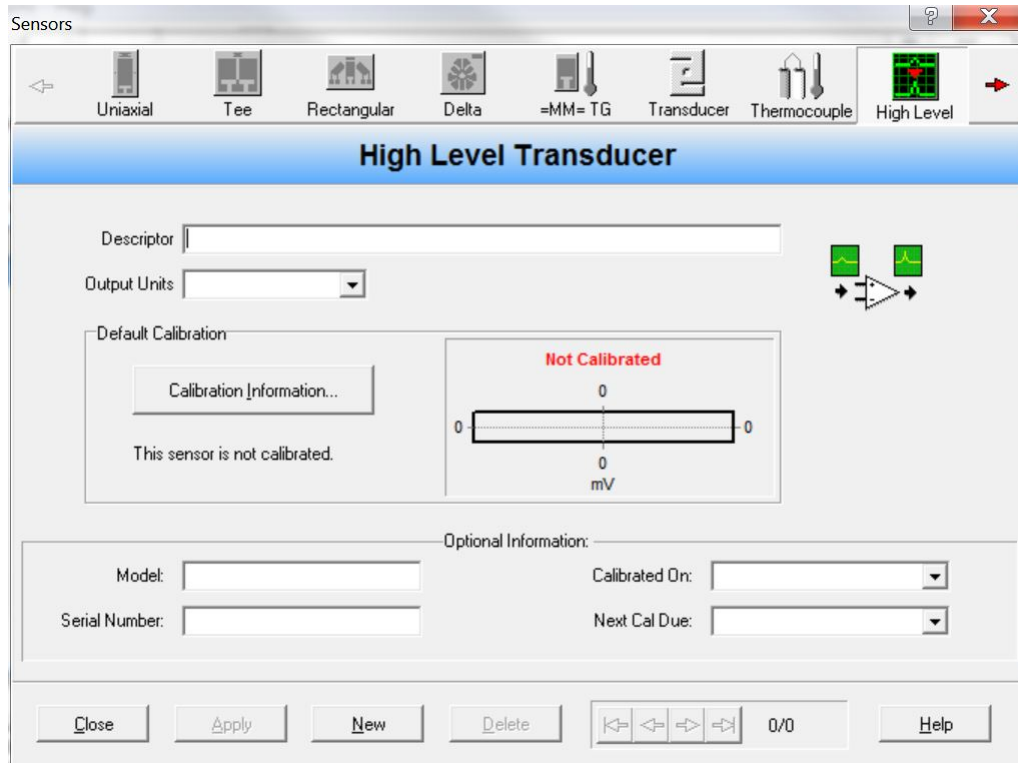 Sensors
?
X
Uniaxial Tee Rectangular Delta =MM= TG Transducer Thermocouple High Level
High Level Transducer
Descriptor
Output Units
Default Calibration
Calibration Information...
This sensor is not calibrated.
Not Calibrated
0
0 0
0
mV
Optional Information:
Model: Calibrated On:
Serial Number: Next Cal Due:
Close Apply New Delete 0/0 Help